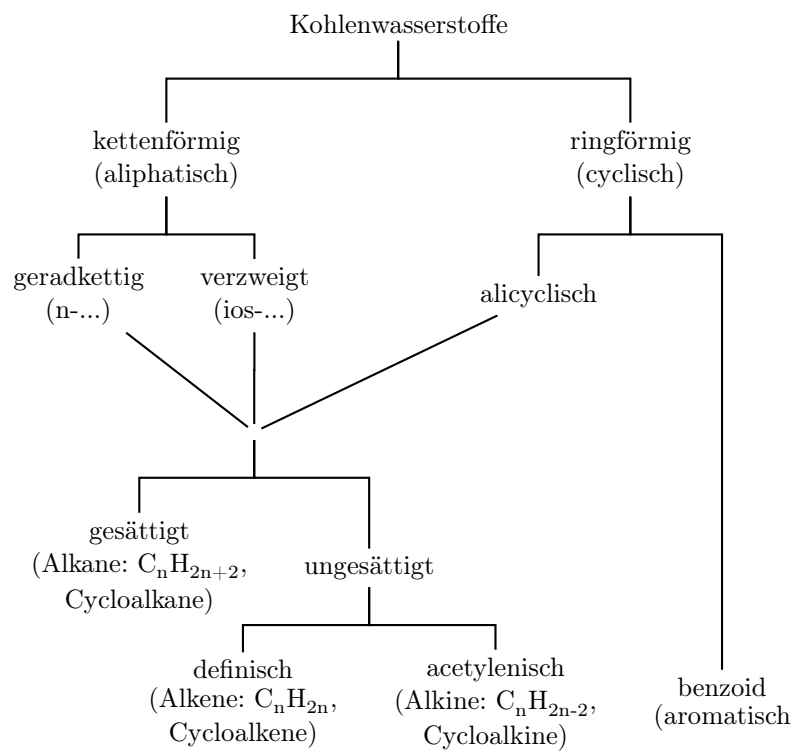 Kohlenwasserstoffe
kettenförmig
(aliphatisch)
ringförmig
(cyclisch)
geradkettig
(n-...)
verzweigt
(ios-...)
alicyclisch
gesättigt
(Alkane: CₙH₂ₙ₊₂,
Cycloalkane)
ungesättigt
definisch
(Alkene: CₙH₂ₙ,
Cycloalkene)
acetylenisch
(Alkine: CₙH₂ₙ₋₂,
Cycloalkine)
benzoid
(aromatisch